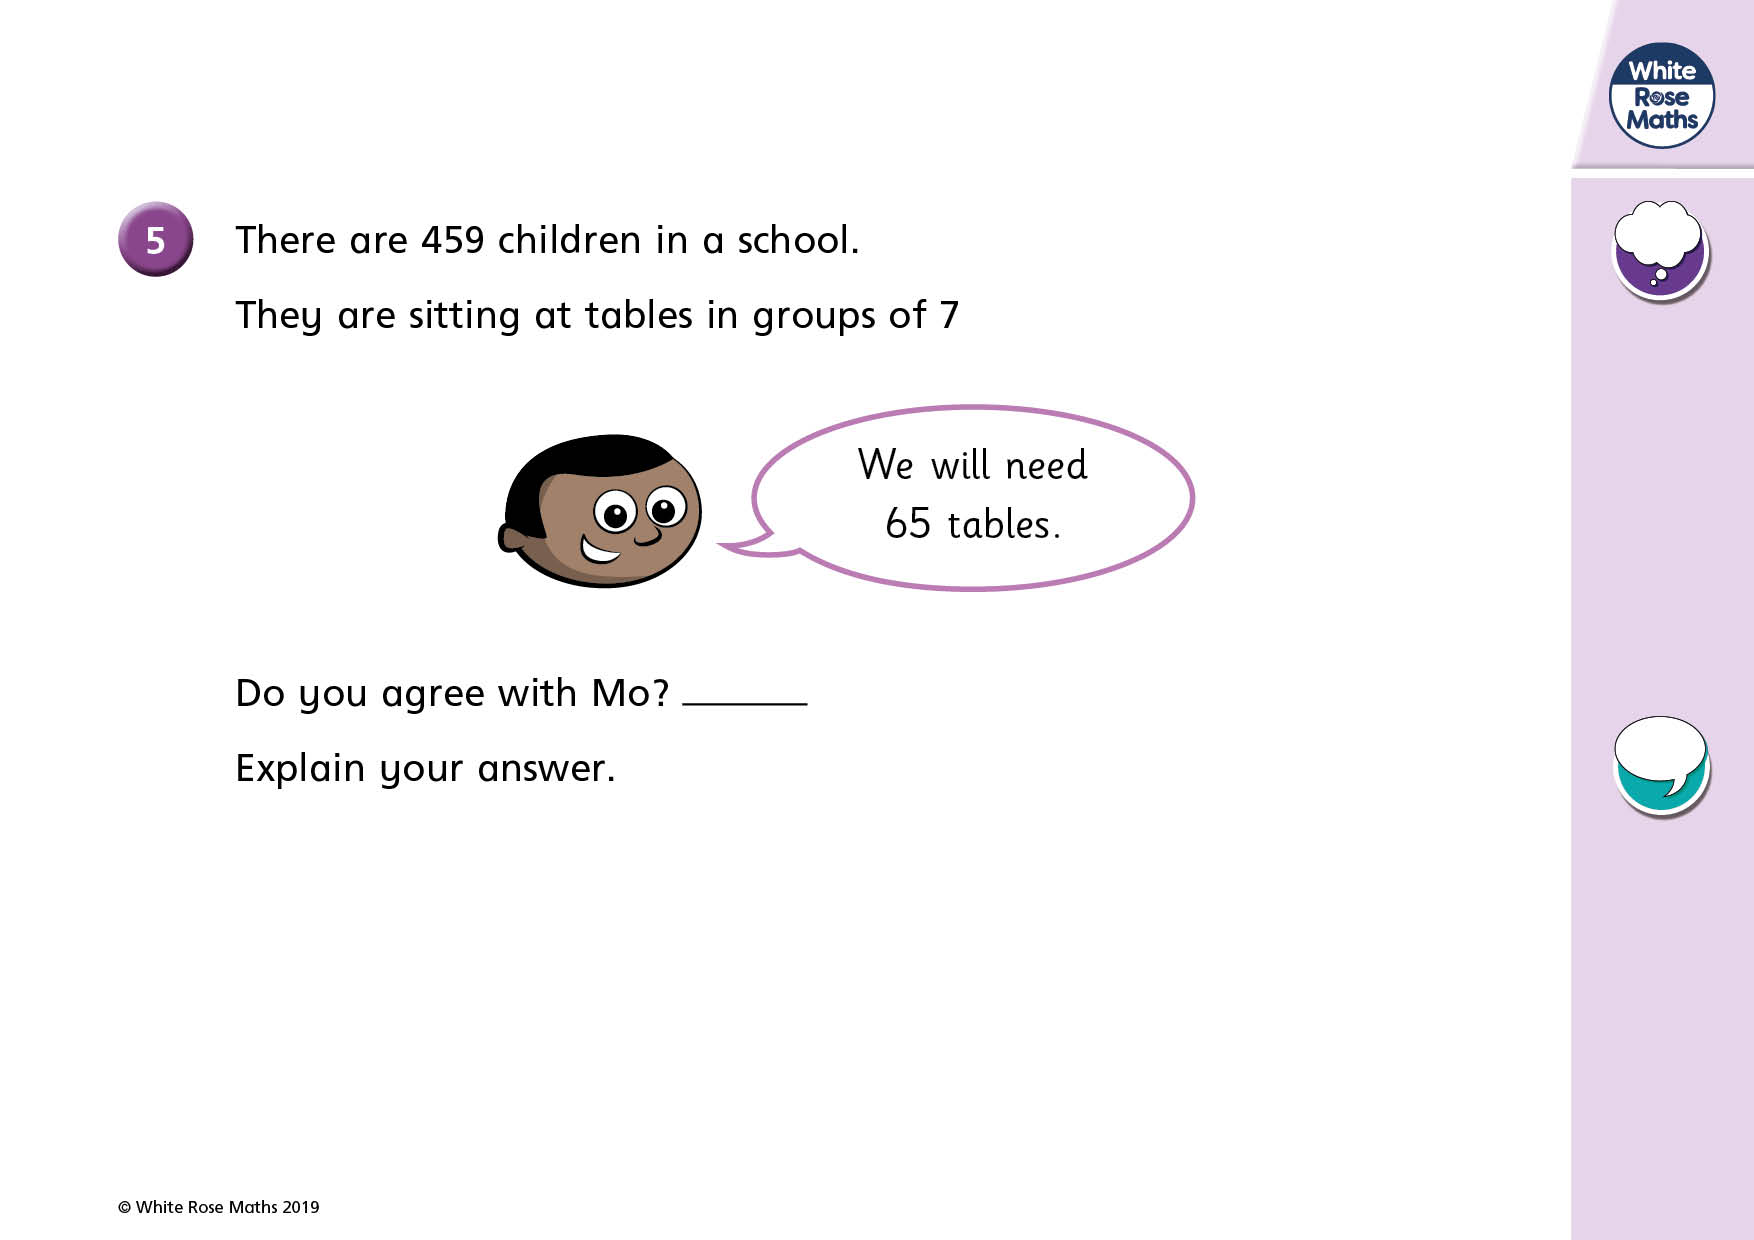 White
Rose
Maths
5
There are 459 children in a school.
They are sitting at tables in groups of 7
We will need
65 tables.
Do you agree with Mo? ______
Explain your answer.
© White Rose Maths 2019